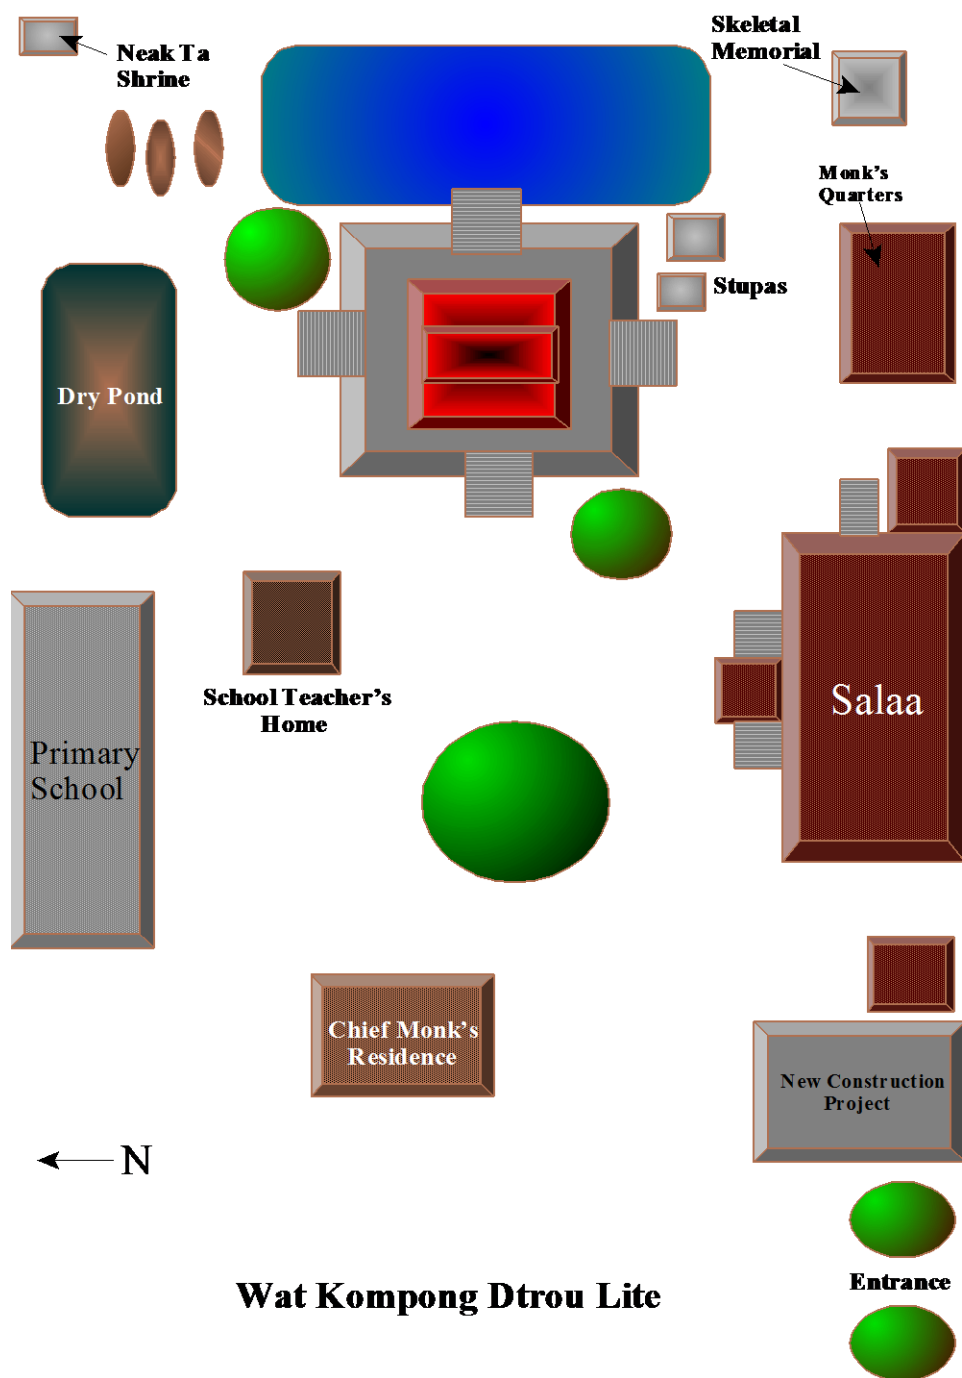 Neak Ta
Shrine
Skeletal
Memorial
Monk's
Quarters
Stupas
Dry Pond
School Teacher's
Home
Salaa
Primary
School
Chief Monk's
Residence
New Construction
Project
N
Entrance
Wat Kompong Dtrou Lite